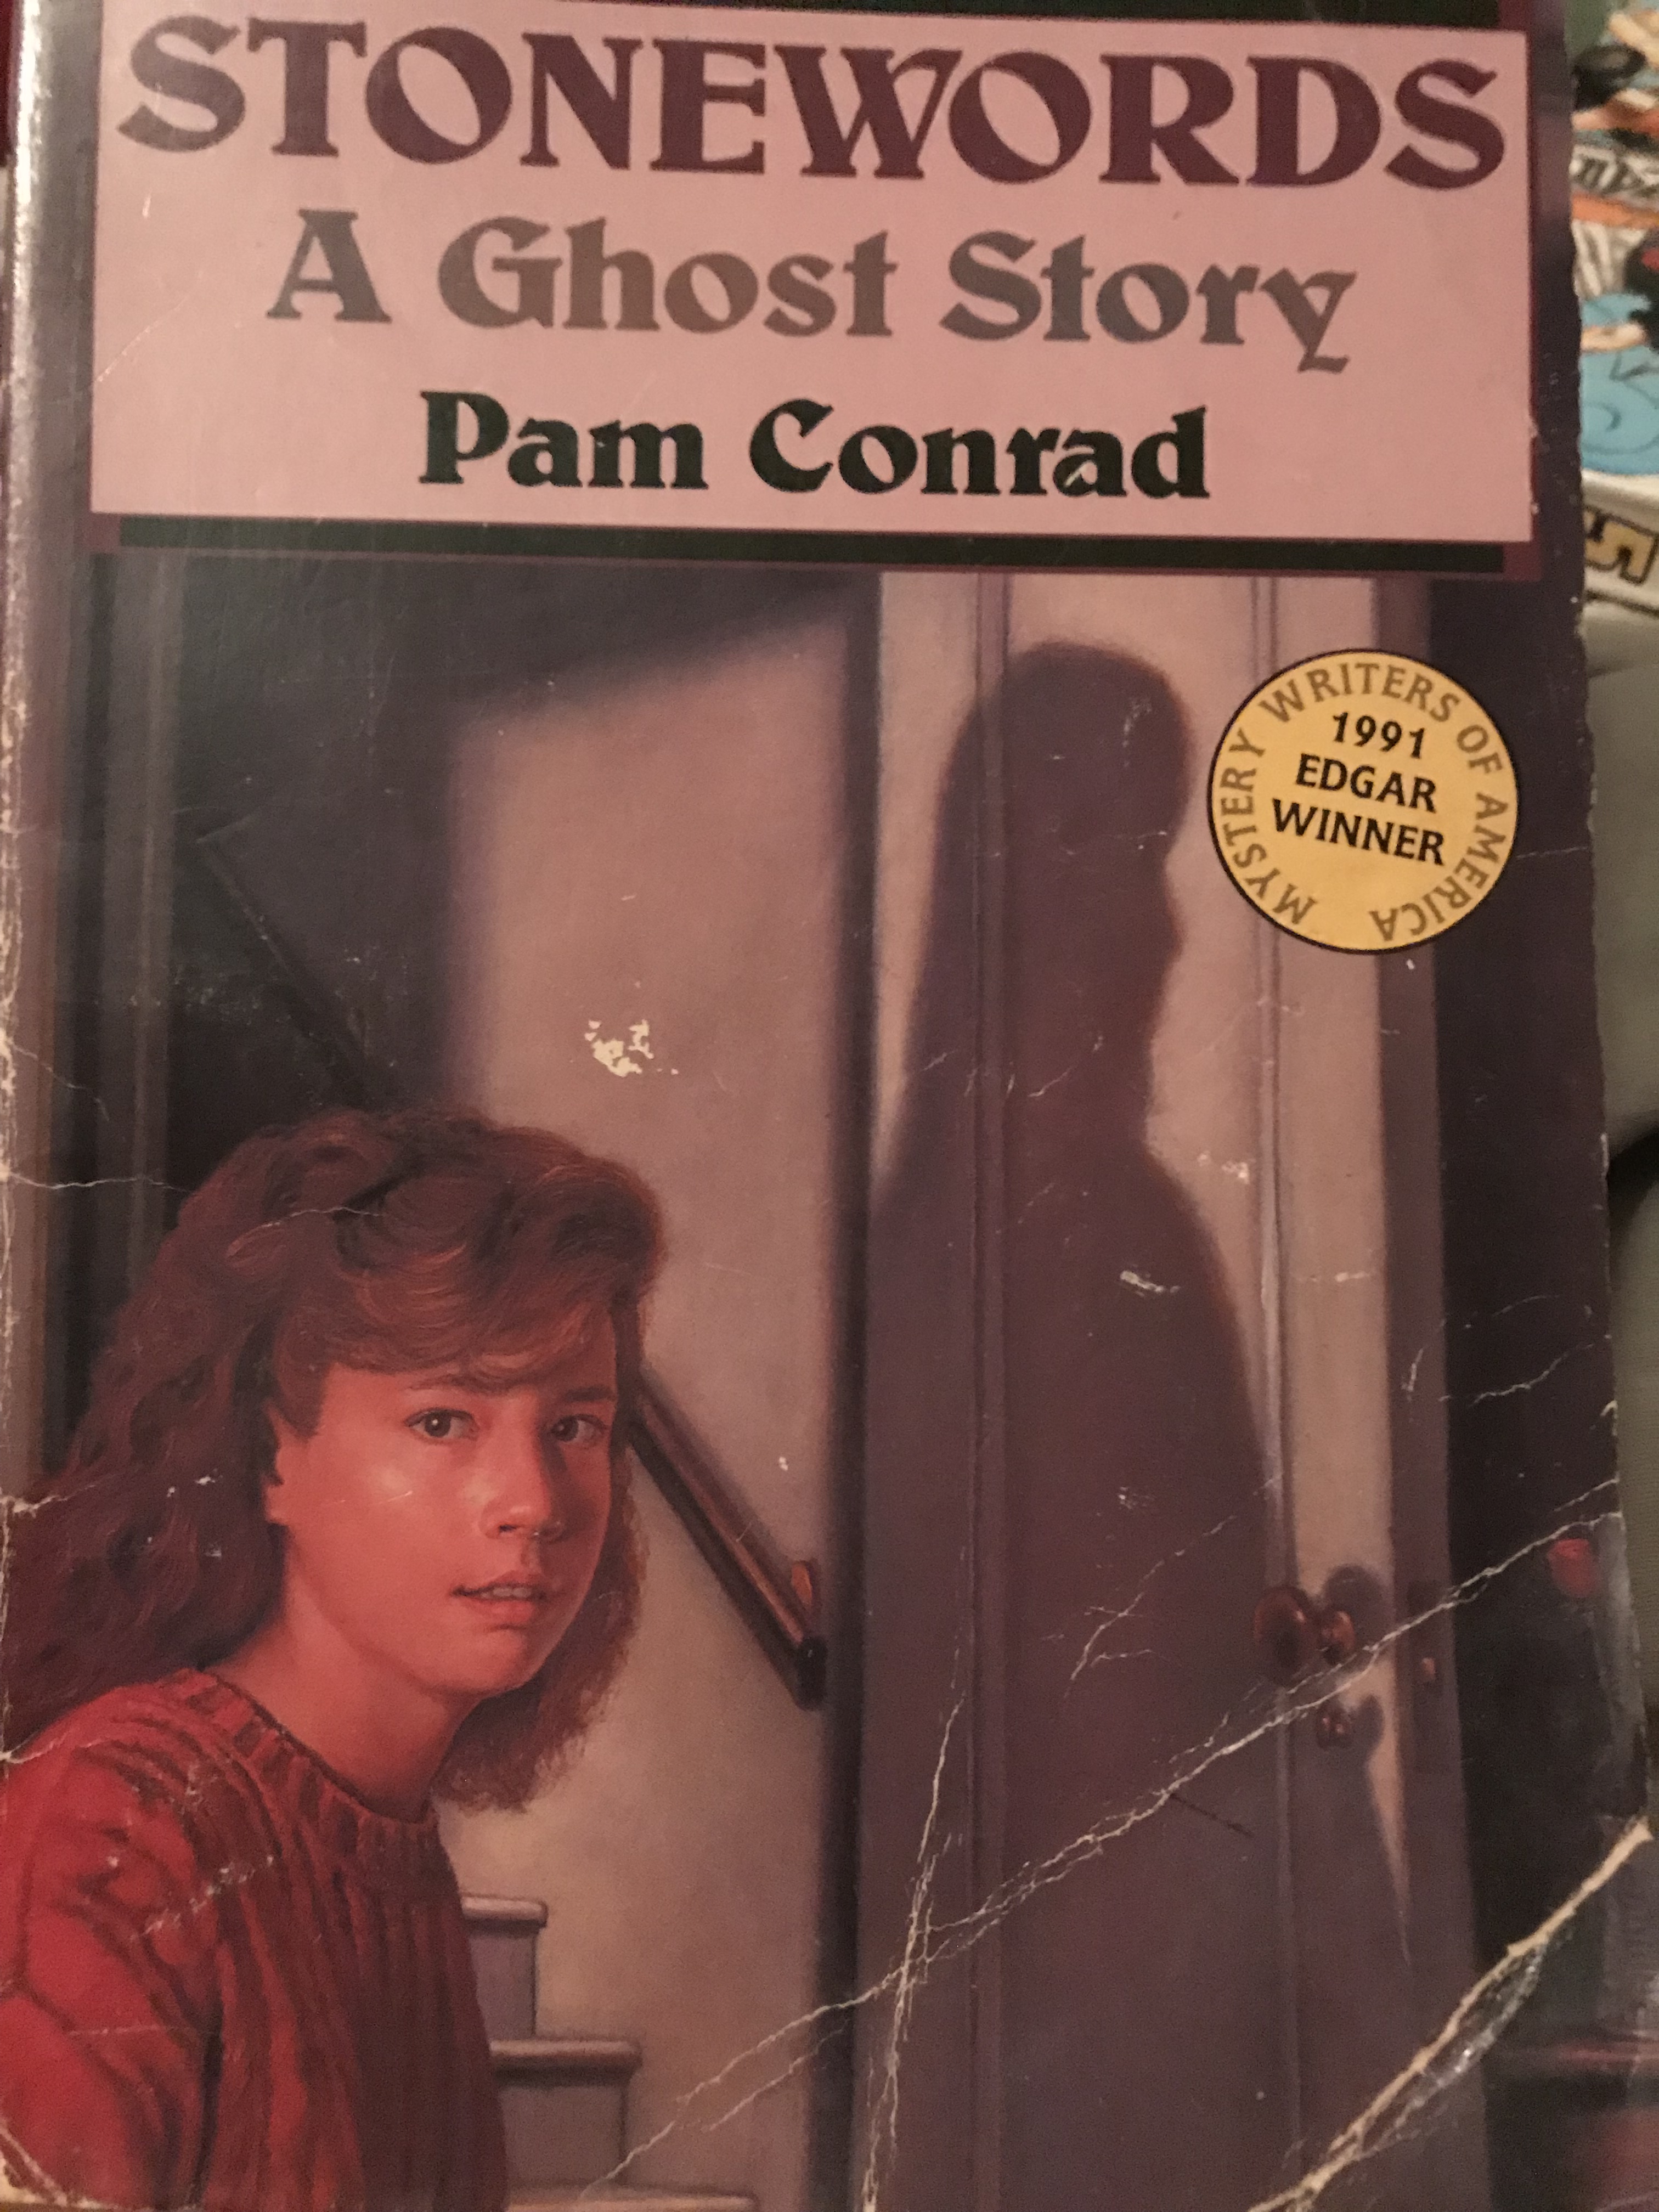 STONEWORDS
A Ghost Story
Pam Conrad
MYSTERY WRITERS OF AMERICA
1991
EDGAR
WINNER